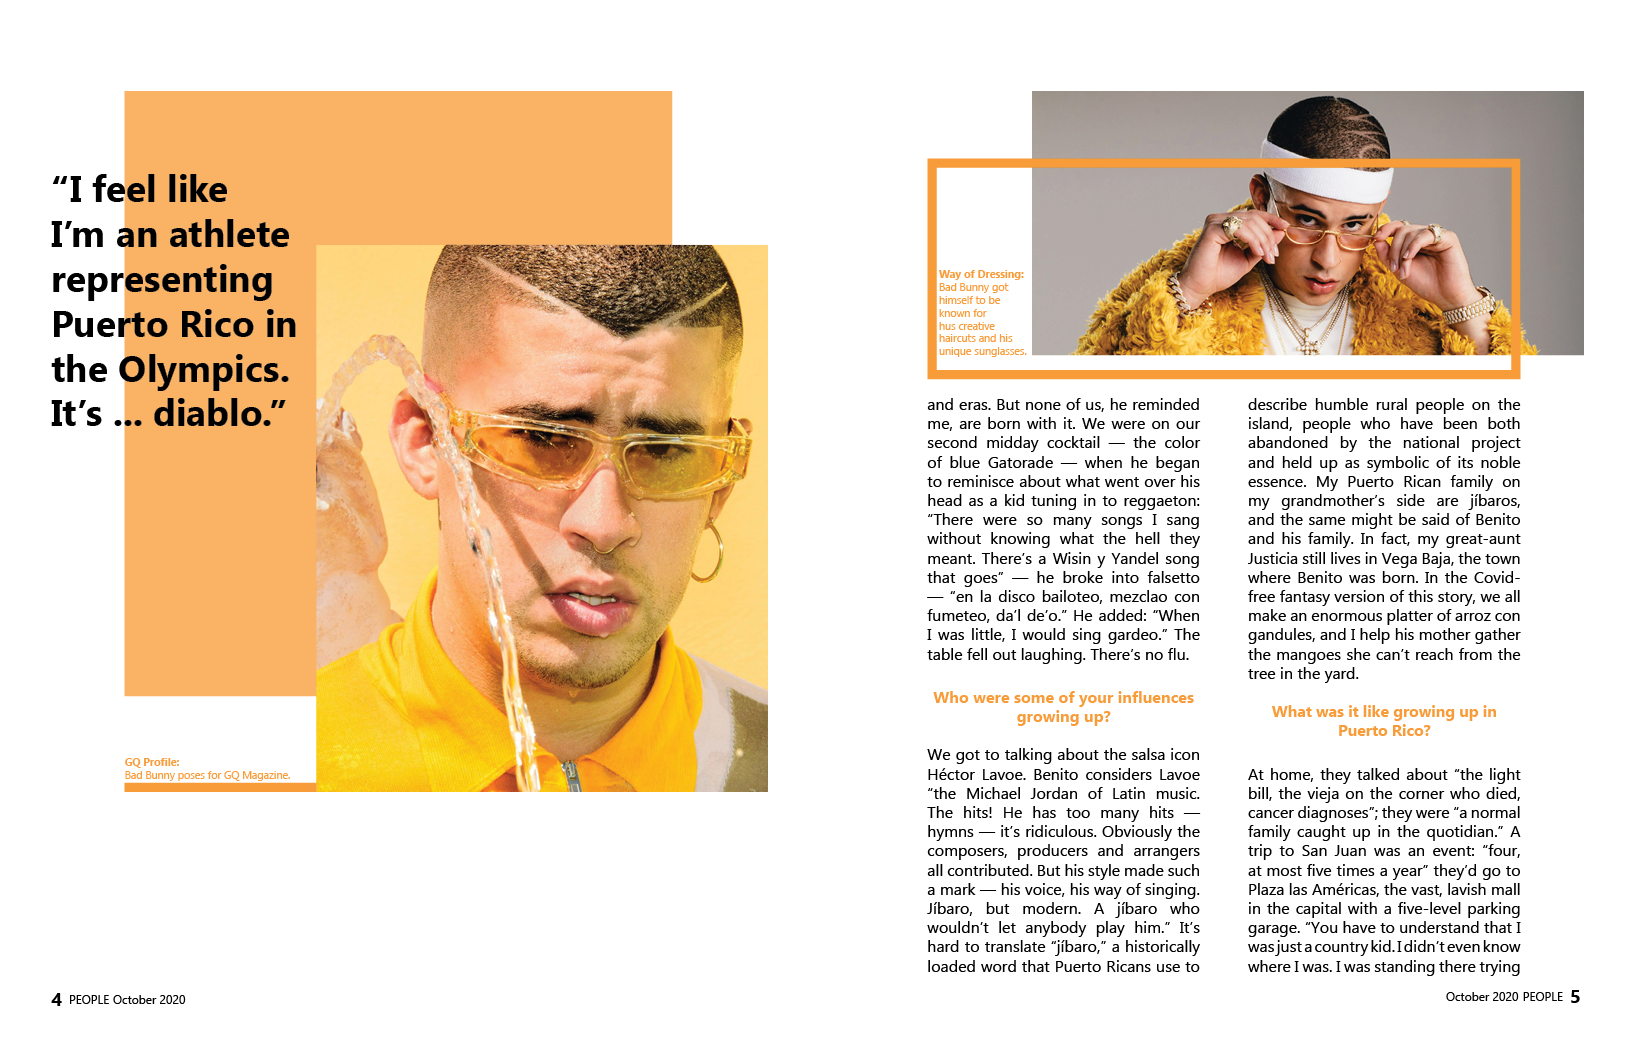 “I feel like
I’m an athlete
representing
Puerto Rico in
the Olympics.
It’s ... diablo.”
GQ Profile:
Bad Bunny poses for GQ Magazine.
4 PEOPLE October 2020
Way of Dressing:
Bad Bunny got
himself to be
known for
hus creative
haircuts and his
unique sunglasses.
and eras. But none of us, he reminded
me, are born with it. We were on our
second midday cocktail — the color
of blue Gatorade — when he began
to reminisce about what went over his
head as a kid tuning in to reggaeton:
“There were so many songs I sang
without knowing what the hell they
meant. There’s a Wisin y Yandel song
that goes” — he broke into falsetto
— “en la disco bailoteo, mezclao con
fumeteo, da’l de’o.” He added: “When
I was little, I would sing gardeo.” The
table fell out laughing. There’s no flu.
Who were some of your influences
growing up?
We got to talking about the salsa icon
Héctor Lavoe. Benito considers Lavoe
“the Michael Jordan of Latin music.
The hits! He has too many hits —
hymns — it’s ridiculous. Obviously the
composers, producers and arrangers
all contributed. But his style made such
a mark — his voice, his way of singing.
Jíbaro, but modern. A jíbaro who
wouldn’t let anybody play him.” It’s
hard to translate “jíbaro,” a historically
loaded word that Puerto Ricans use to
describe humble rural people on the
island, people who have been both
abandoned by the national project
and held up as symbolic of its noble
essence. My Puerto Rican family on
my grandmother’s side are jíbaros,
and the same might be said of Benito
and his family. In fact, my great-aunt
Justicia still lives in Vega Baja, the town
where Benito was born. In the Covid-
free fantasy version of this story, we all
make an enormous platter of arroz con
gandules, and I help his mother gather
the mangoes she can’t reach from the
tree in the yard.
What was it like growing up in
Puerto Rico?
At home, they talked about “the light
bill, the vieja on the corner who died,
cancer diagnoses”; they were “a normal
family caught up in the quotidian.” A
trip to San Juan was an event: “four,
at most five times a year” they’d go to
Plaza las Américas, the vast, lavish mall
in the capital with a five-level parking
garage. “You have to understand that I
was just a country kid. I didn’t even know
where I was. I was standing there trying
October 2020 PEOPLE 5